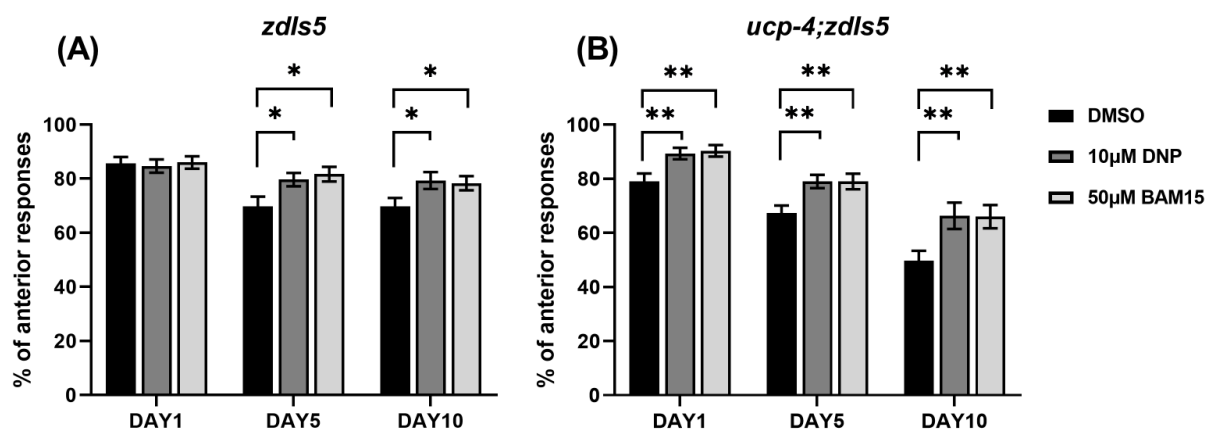 zdIs5
ucp-4;zdIs5
(A)
(B)
* *
* *
** ** **
** ** **
% of anterior responses
100
80
60
40
20
0
DAY1 DAY5 DAY10
% of anterior responses
100
80
60
40
20
0
DAY1 DAY5 DAY10
DMSO
10µM DNP
50µM BAM15